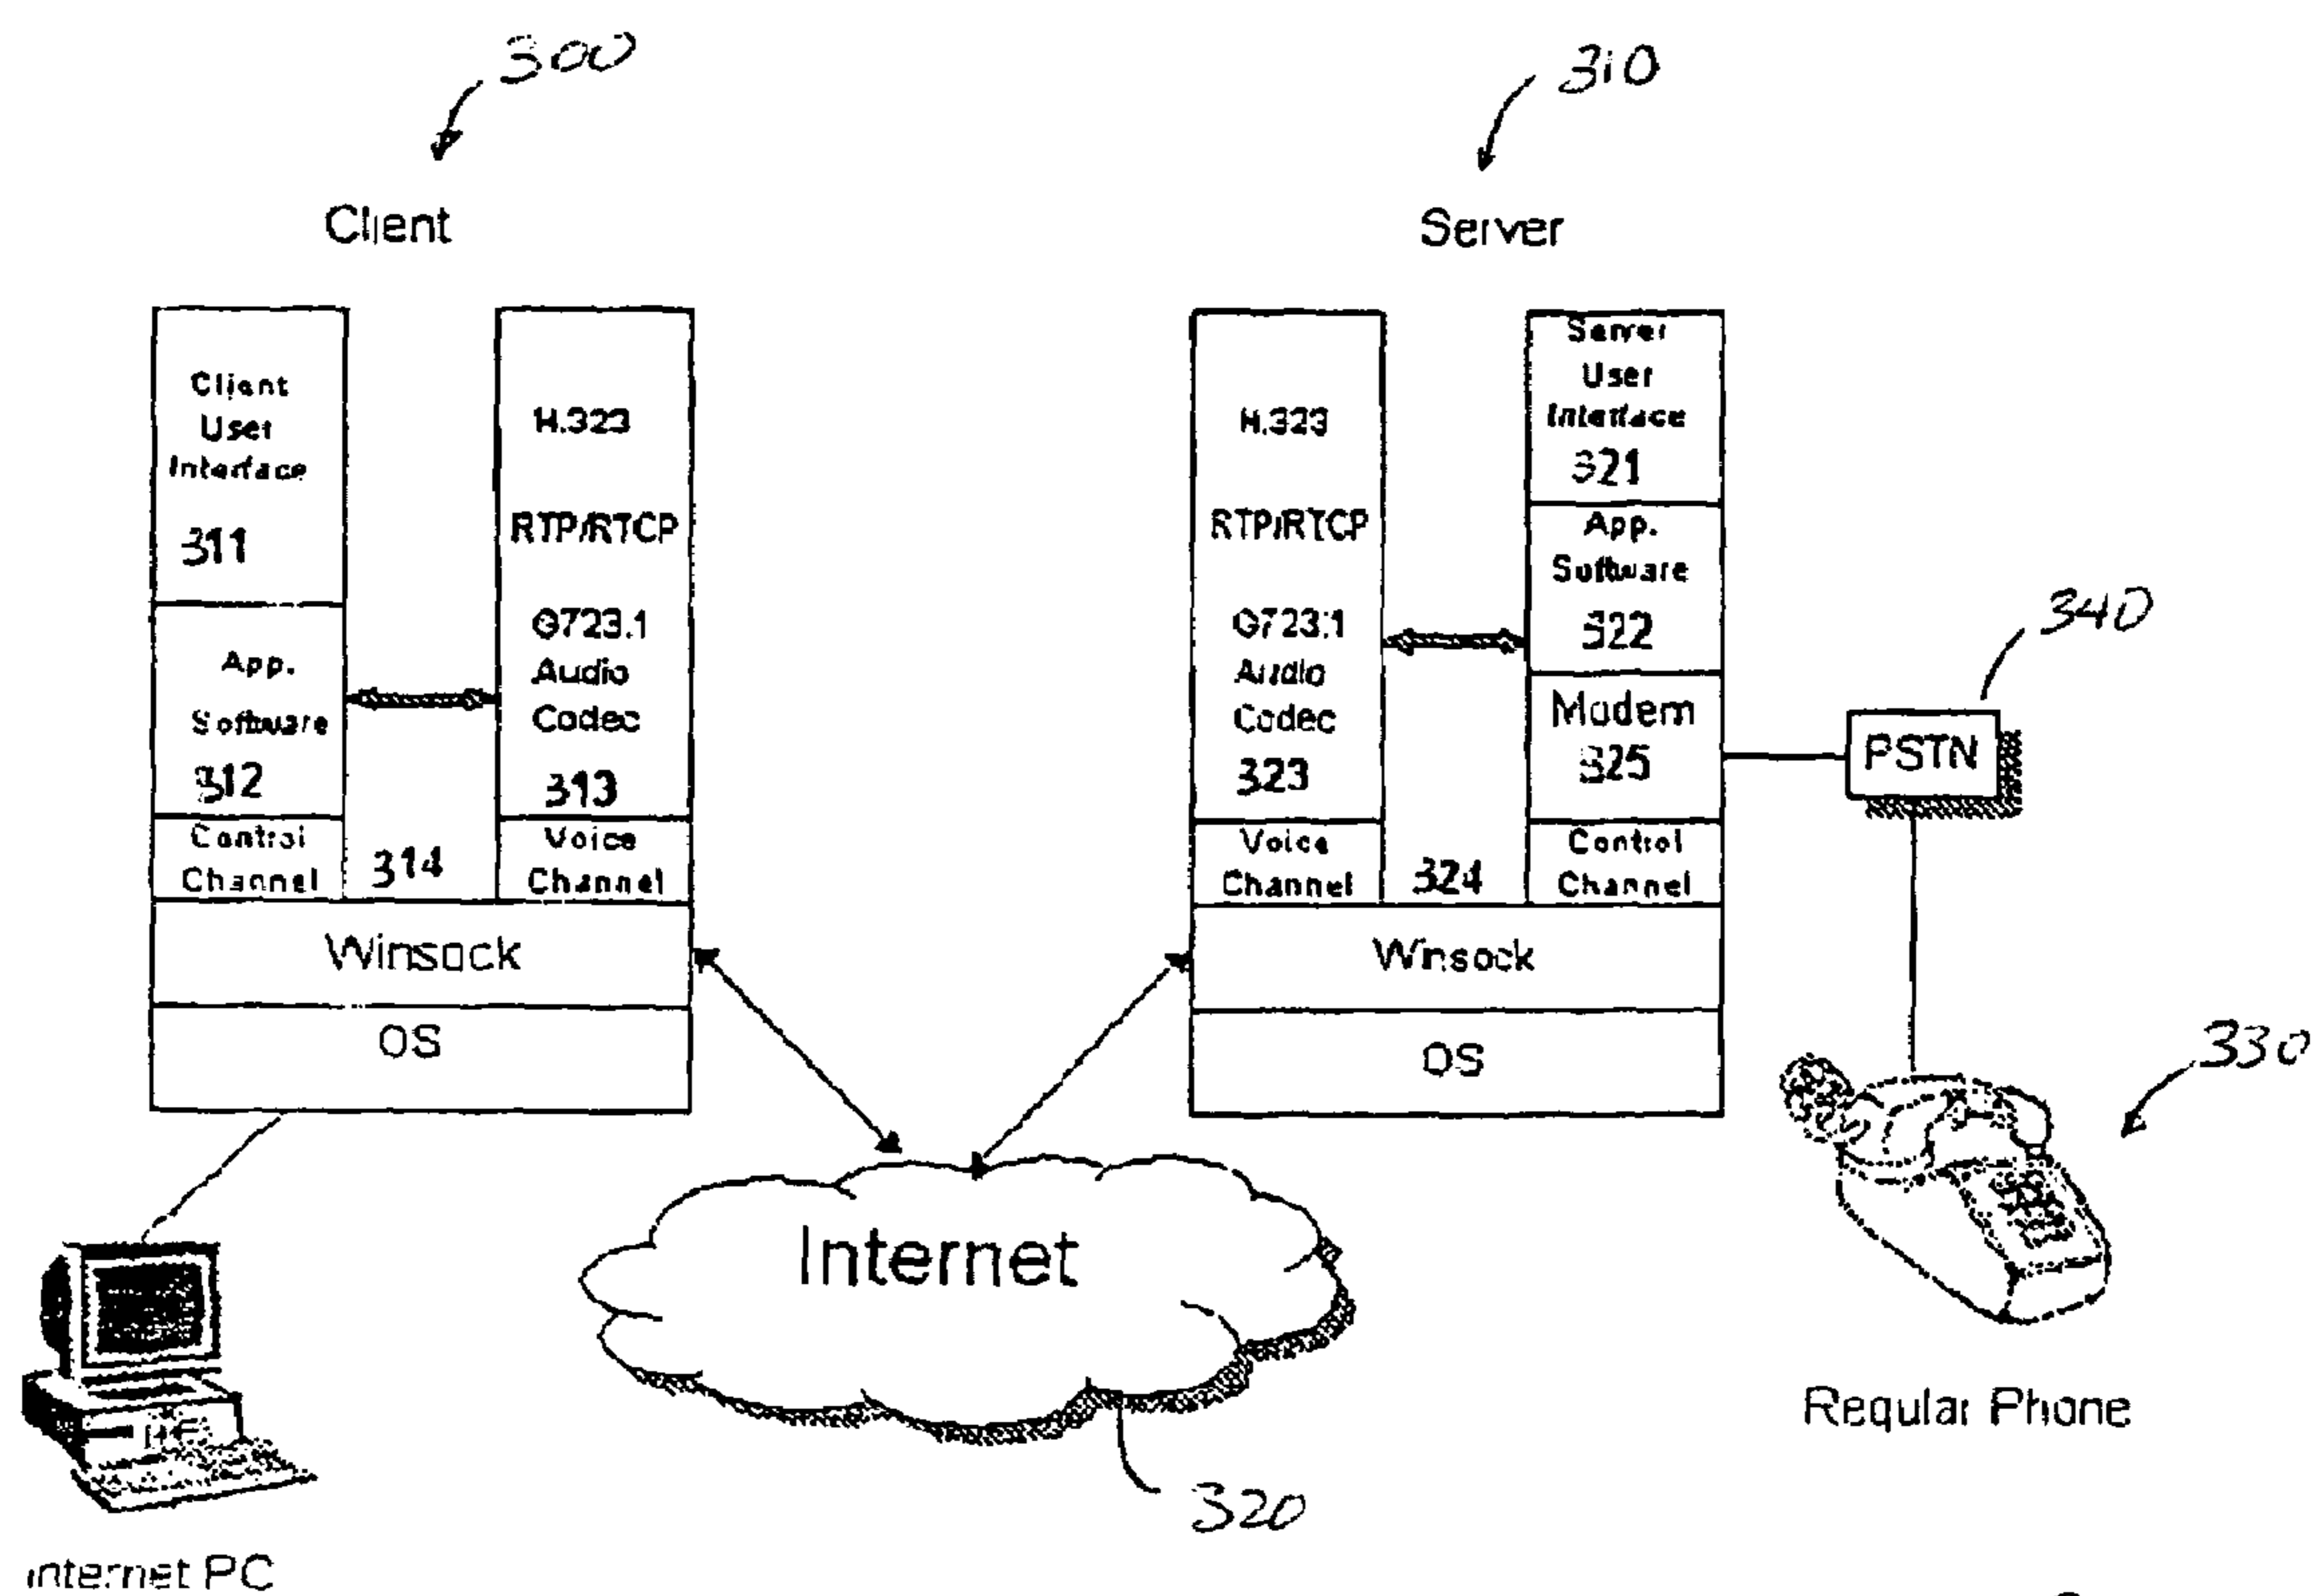 300
310
Client
Server
Client
User
Interface
311
App.
Software
312
Control
Channel
H.323
RTP/RTCP
G723.1
Audio
Codec
313
Voice
Channel
314
Winsock
OS
H.323
RTP/RTCP
G723.1
Audio
Codec
323
Voice
Channel
324
Server
User
Interface
321
App.
Software
322
Modem
325
Control
Channel
Winsock
OS
340
PSTN
330
Regular Phone
Internet
320
Internet PC